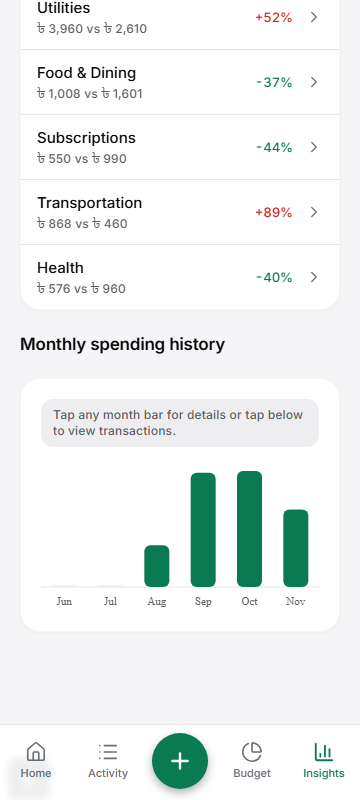 Utilities
৳ 3,960 vs ৳ 2,610
+52%
Food & Dining
৳ 1,008 vs ৳ 1,601
-37%
Subscriptions
৳ 550 vs ৳ 990
-44%
Transportation
৳ 868 vs ৳ 460
+89%
Health
৳ 576 vs ৳ 960
-40%
Monthly spending history
Tap any month bar for details or tap below
to view transactions.
Jun Jul Aug Sep Oct Nov
Home Activity Budget Insights